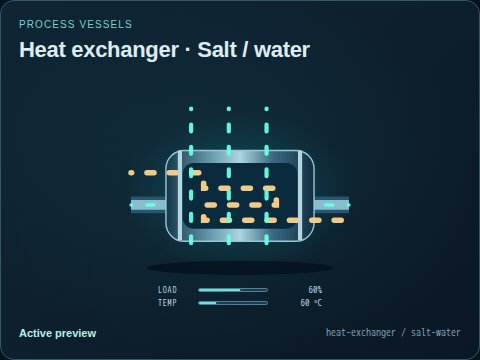 PROCESS VESSELS
Heat exchanger · Salt / water
LOAD 60%
TEMP 60 °C
Active preview
heat-exchanger / salt-water